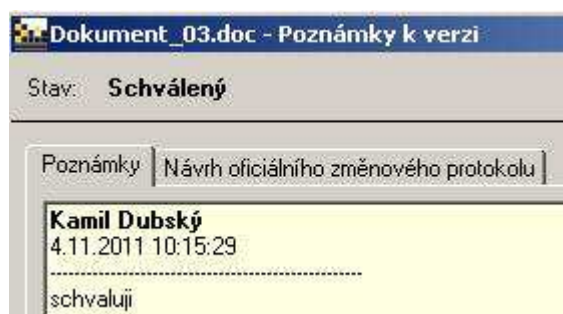 Dokument_03.doc - Poznámky k verzi
Stav: Schválený
Poznámky Návrh oficiálního změnového protokolu
Kamil Dubský
4.11.2011 10:15:29
--------------------------------------------
schvaluji